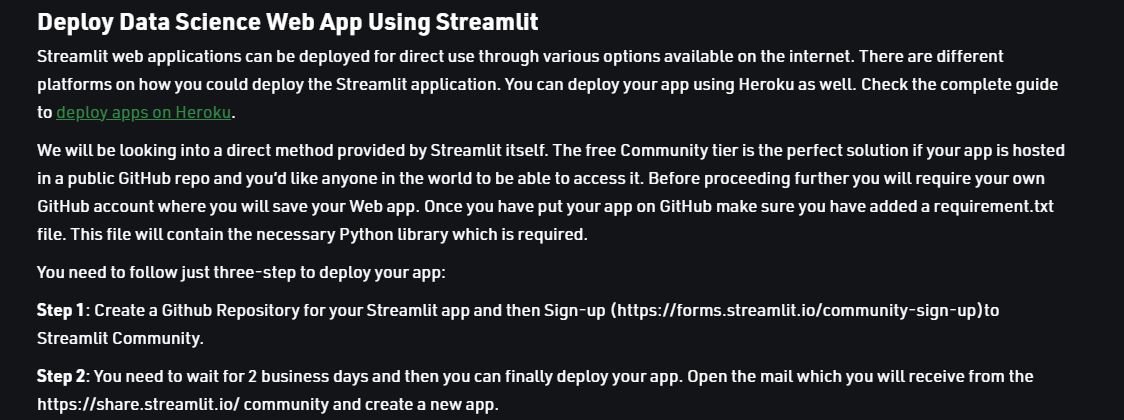 Deploy Data Science Web App Using Streamlit
Streamlit web applications can be deployed for direct use through various options available on the internet. There are different
platforms on how you could deploy the Streamlit application. You can deploy your app using Heroku as well. Check the complete guide
to deploy apps on Heroku.
We will be looking into a direct method provided by Streamlit itself. The free Community tier is the perfect solution if your app is hosted
in a public GitHub repo and you’d like anyone in the world to be able to access it. Before proceeding further you will require your own
GitHub account where you will save your Web app. Once you have put your app on GitHub make sure you have added a requirement.txt
file. This file will contain the necessary Python library which is required.
You need to follow just three-step to deploy your app:
Step 1: Create a Github Repository for your Streamlit app and then Sign-up (https://forms.streamlit.io/community-sign-up)to
Streamlit Community.
Step 2: You need to wait for 2 business days and then you can finally deploy your app. Open the mail which you will receive from the
https://share.streamlit.io/ community and create a new app.